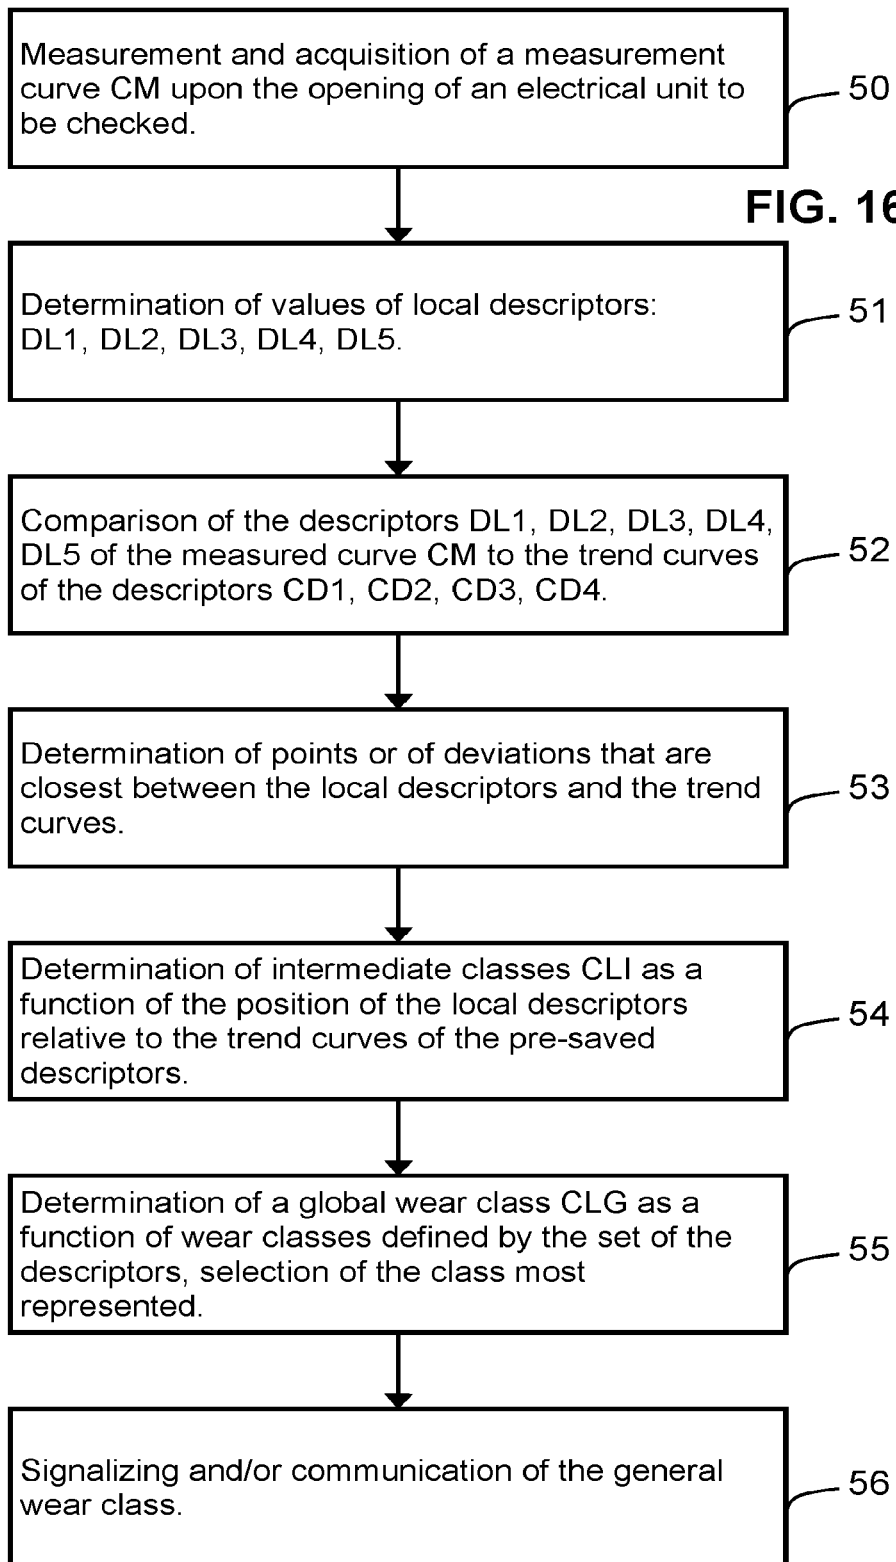 Measurement and acquisition of a measurement
curve CM upon the opening of an electrical unit to
be checked.
50
FIG. 16
Determination of values of local descriptors:
DL1, DL2, DL3, DL4, DL5.
51
Comparison of the descriptors DL1, DL2, DL3, DL4,
DL5 of the measured curve CM to the trend curves
of the descriptors CD1, CD2, CD3, CD4.
52
Determination of points or of deviations that are
closest between the local descriptors and the trend
curves.
53
Determination of intermediate classes CLI as a
function of the position of the local descriptors
relative to the trend curves of the pre-saved
descriptors.
54
Determination of a global wear class CLG as a
function of wear classes defined by the set of the
descriptors, selection of the class most
represented.
55
Signalizing and/or communication of the general
wear class.
56